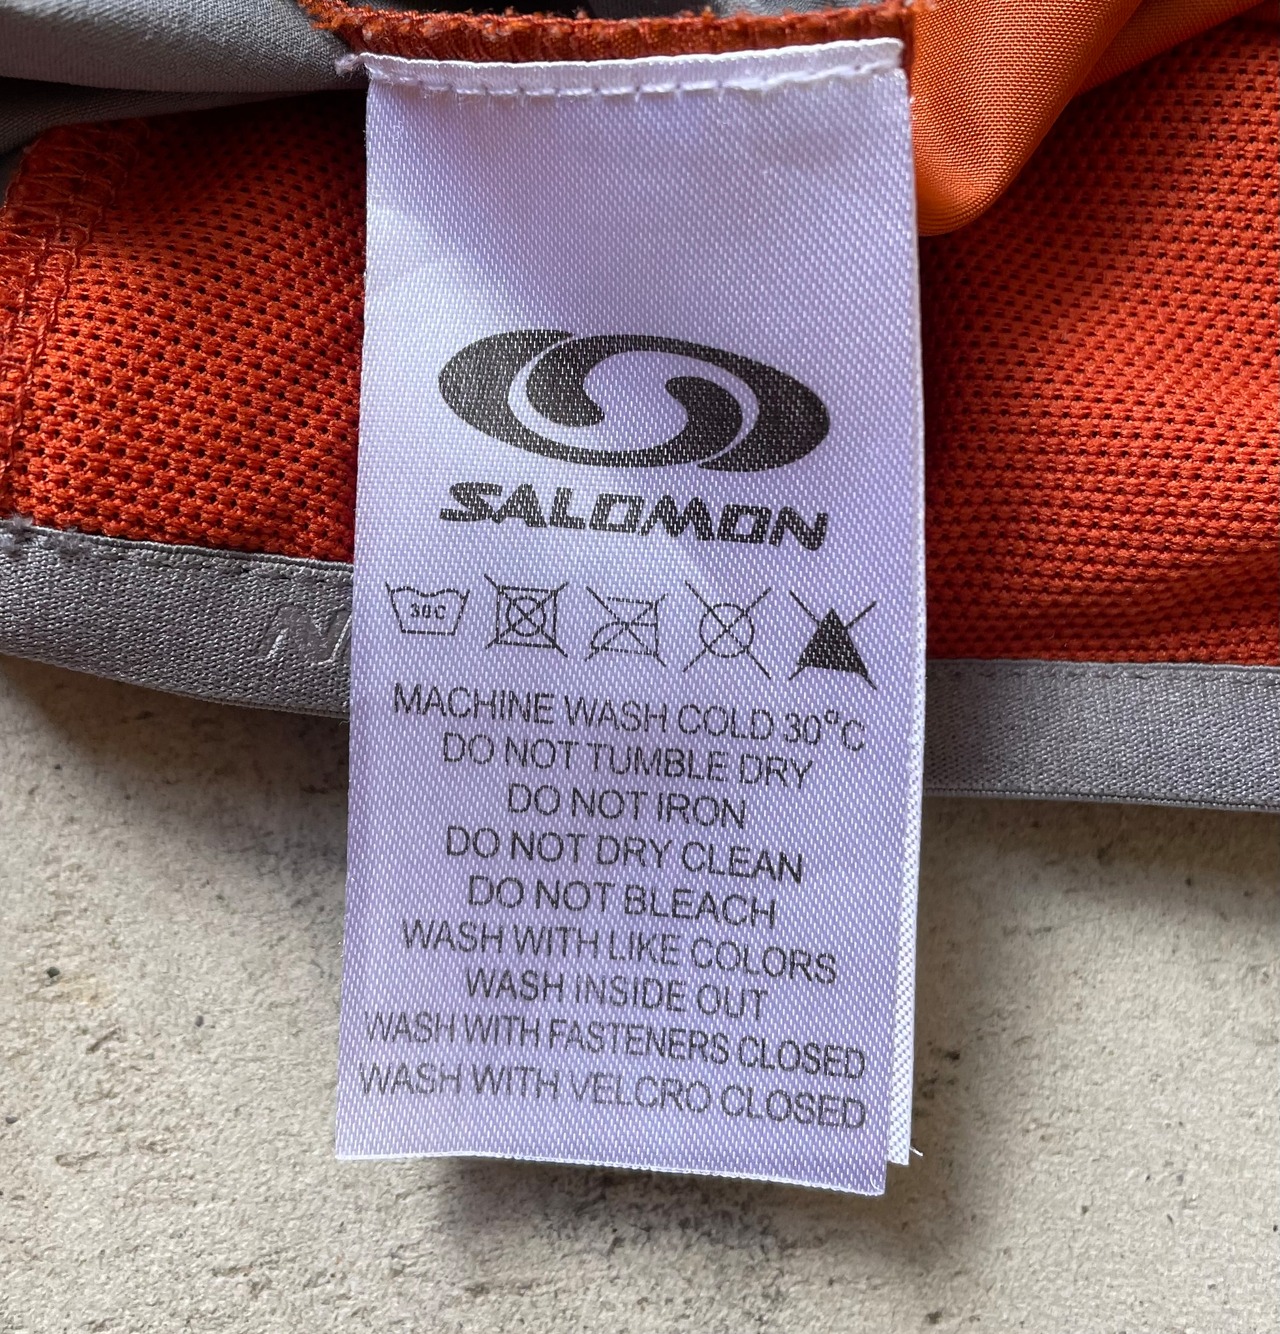 SALOMON
30C
MACHINE WASH COLD 30°C
DO NOT TUMBLE DRY
DO NOT IRON
DO NOT DRY CLEAN
DO NOT BLEACH
WASH WITH LIKE COLORS
WASH INSIDE OUT
WASH WITH FASTENERS CLOSED
WASH WITH VELCRO CLOSED